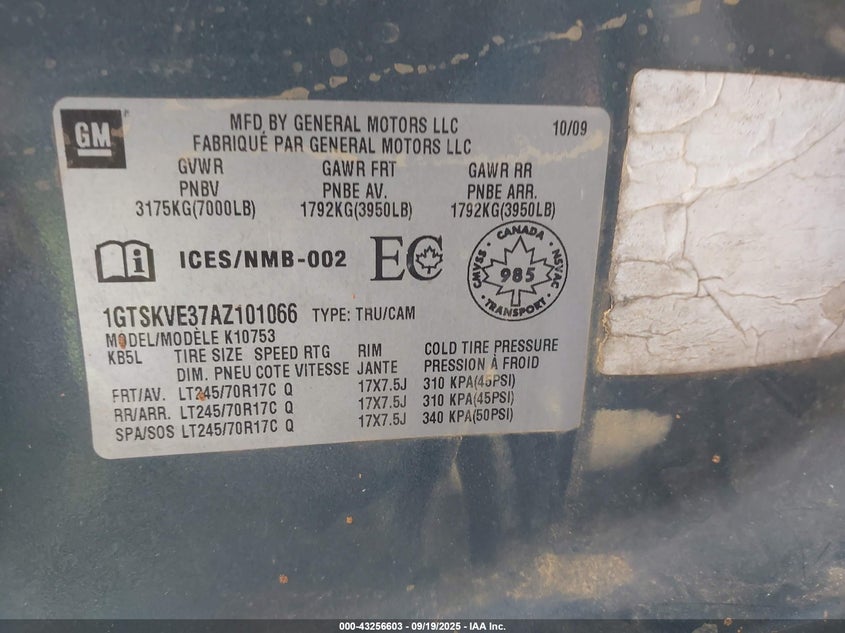 GM
MFD BY GENERAL MOTORS LLC 10/09
FABRIQUÉ PAR GENERAL MOTORS LLC
GVWR GAWR FRT GAWR RR
PNBV PNBE AV. PNBE ARR.
3175KG(7000LB) 1792KG(3950LB) 1792KG(3950LB)
i ICES/NMB-002 EC
CANADA
CMVSS 985 NSVAC
TRANSPORT
1GTSKVE37AZ101066 TYPE: TRU/CAM
MODEL/MODÈLE K10753
KB5L TIRE SIZE SPEED RTG RIM COLD TIRE PRESSURE
DIM. PNEU COTE VITESSE JANTE PRESSION À FROID
FRT/AV. LT245/70R17C Q 17X7.5J 310 KPA(45PSI)
RR/ARR. LT245/70R17C Q 17X7.5J 310 KPA(45PSI)
SPA/SOS LT245/70R17C Q 17X7.5J 340 KPA(50PSI)
000-43256603 / 09/19/2025 - IAA Inc.